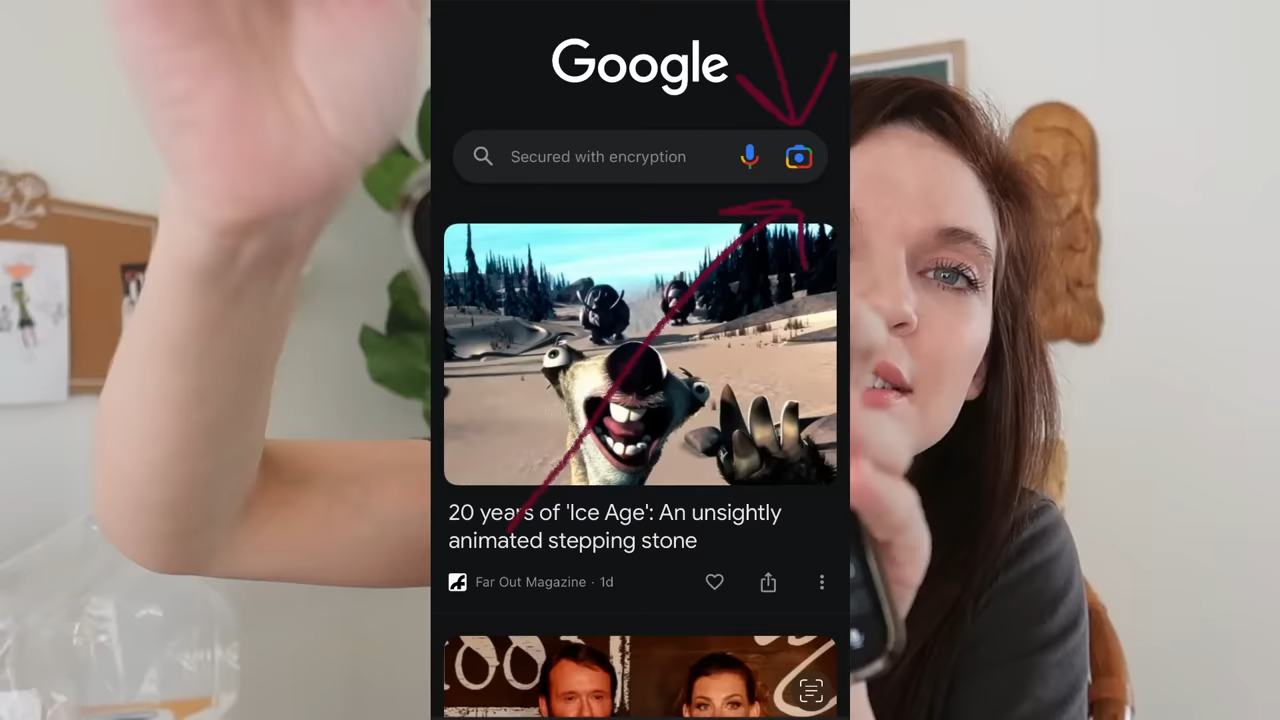 Google
Secured with encryption
20 years of 'Ice Age': An unsightly
animated stepping stone
Far Out Magazine · 1d